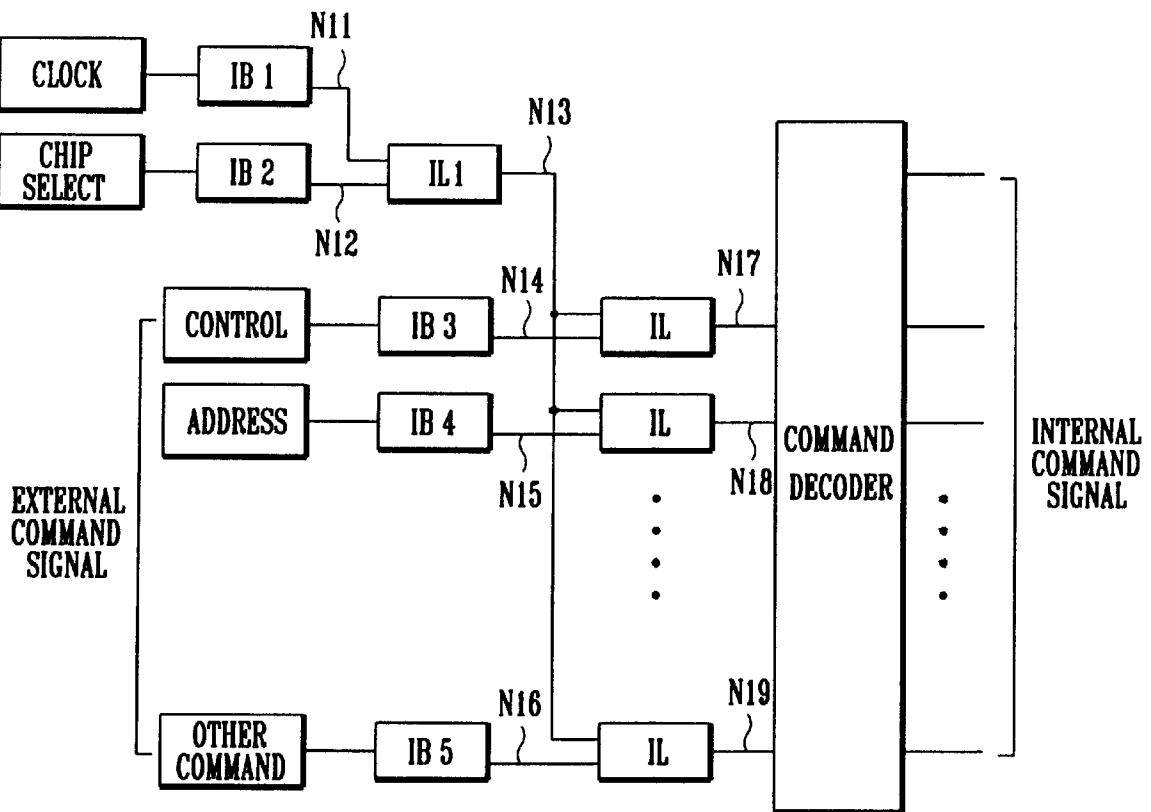 N11
CLOCK
IB 1
N13
CHIP
SELECT
IB 2
IL 1
N12
N14
N17
CONTROL
IB 3
IL
ADDRESS
IB 4
IL
N15
N18
COMMAND
DECODER
EXTERNAL
COMMAND
SIGNAL
INTERNAL
COMMAND
SIGNAL
N16
N19
OTHER
COMMAND
IB 5
IL